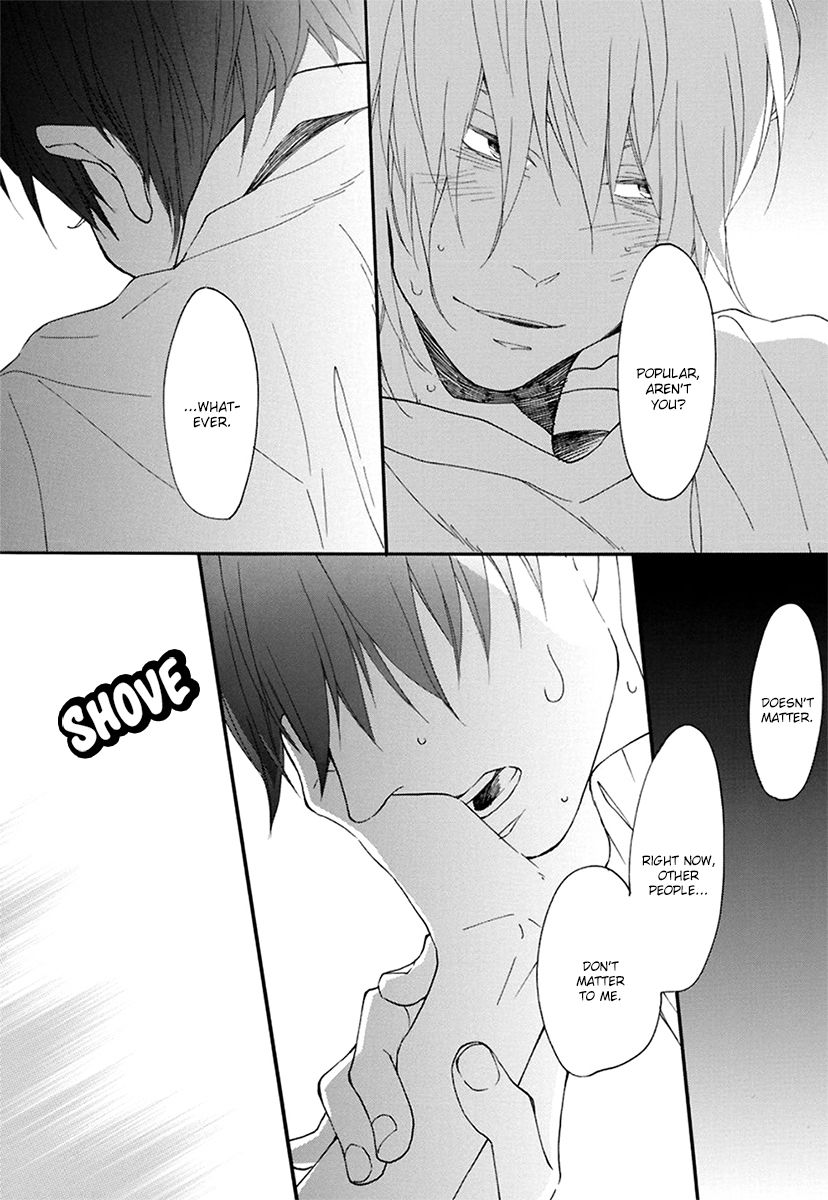 POPULAR,
AREN'T
YOU?
...WHAT-
EVER.
DOESN'T
MATTER.
RIGHT NOW,
OTHER
PEOPLE...
DON'T
MATTER
TO ME.
SHOVE